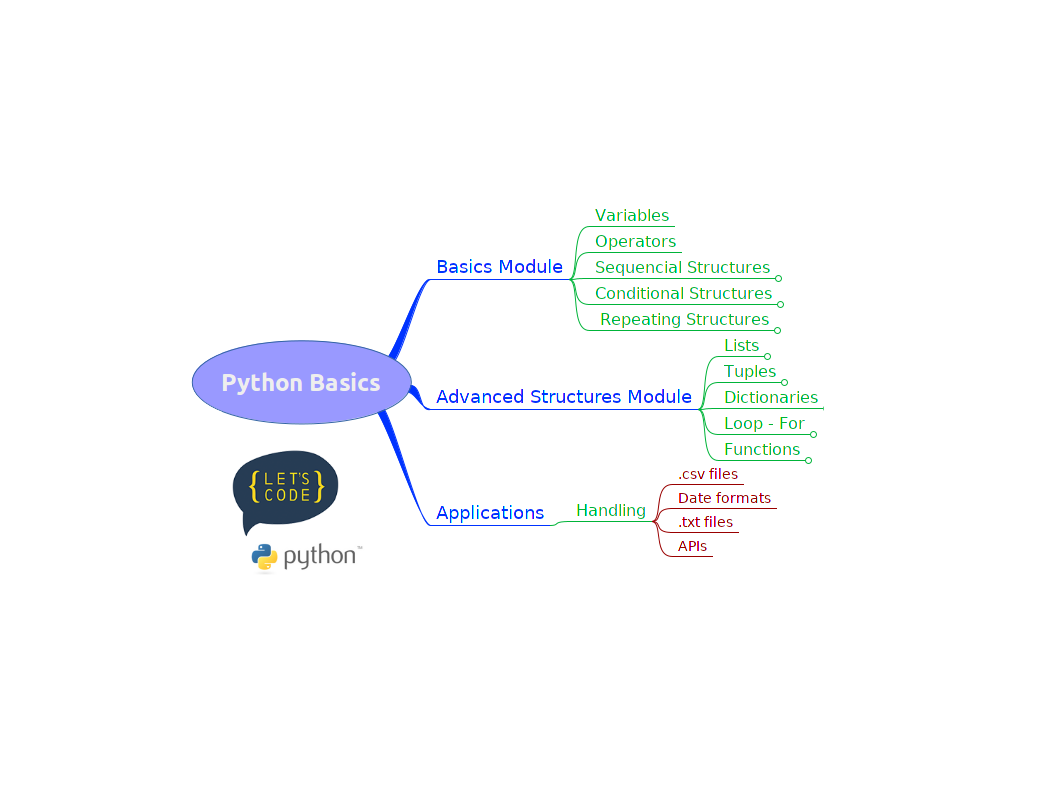 Variables
Operators
Basics Module
Sequencial Structures
Conditional Structures
Repeating Structures
Lists
Tuples
Python Basics
Advanced Structures Module
Dictionaries
Loop - For
Functions
.csv files
Date formats
Applications
Handling
.txt files
APIs
{LET'S
CODE}
python™